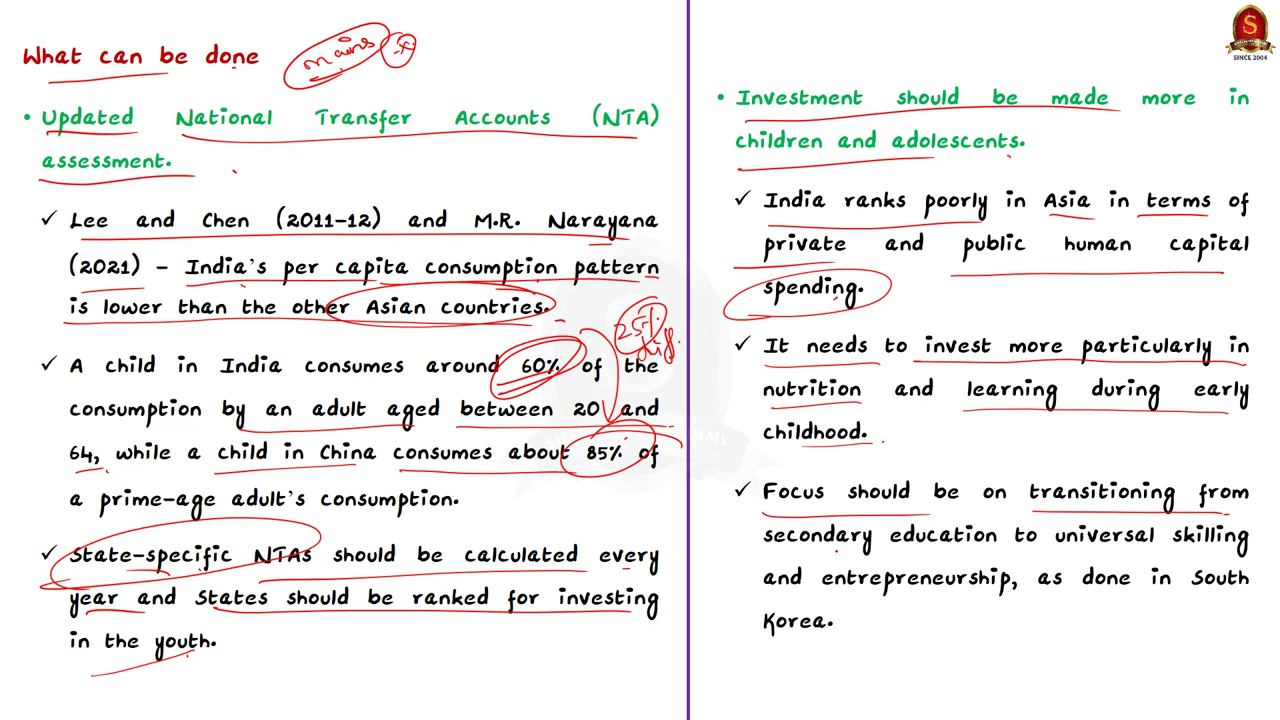 What can be done
mains
• Updated National Transfer Accounts (NTA)
assessment.
✓ Lee and Chen (2011-12) and M.R. Narayana
(2021) - India's per capita consumption pattern
is lower than the other Asian countries.
25%
diff.
✓ A child in India consumes around 60% of the
consumption by an adult aged between 20 and
64, while a child in China consumes about 85% of
a prime-age adult's consumption.
✓ State-specific NTAs should be calculated every
year and States should be ranked for investing
in the youth.
S
SINCE 2004
• Investment should be made more in
children and adolescents.
✓ India ranks poorly in Asia in terms of
private and public human capital
spending.
✓ It needs to invest more particularly in
nutrition and learning during early
childhood.
✓ Focus should be on transitioning from
secondary education to universal skilling
and entrepreneurship, as done in South
Korea.